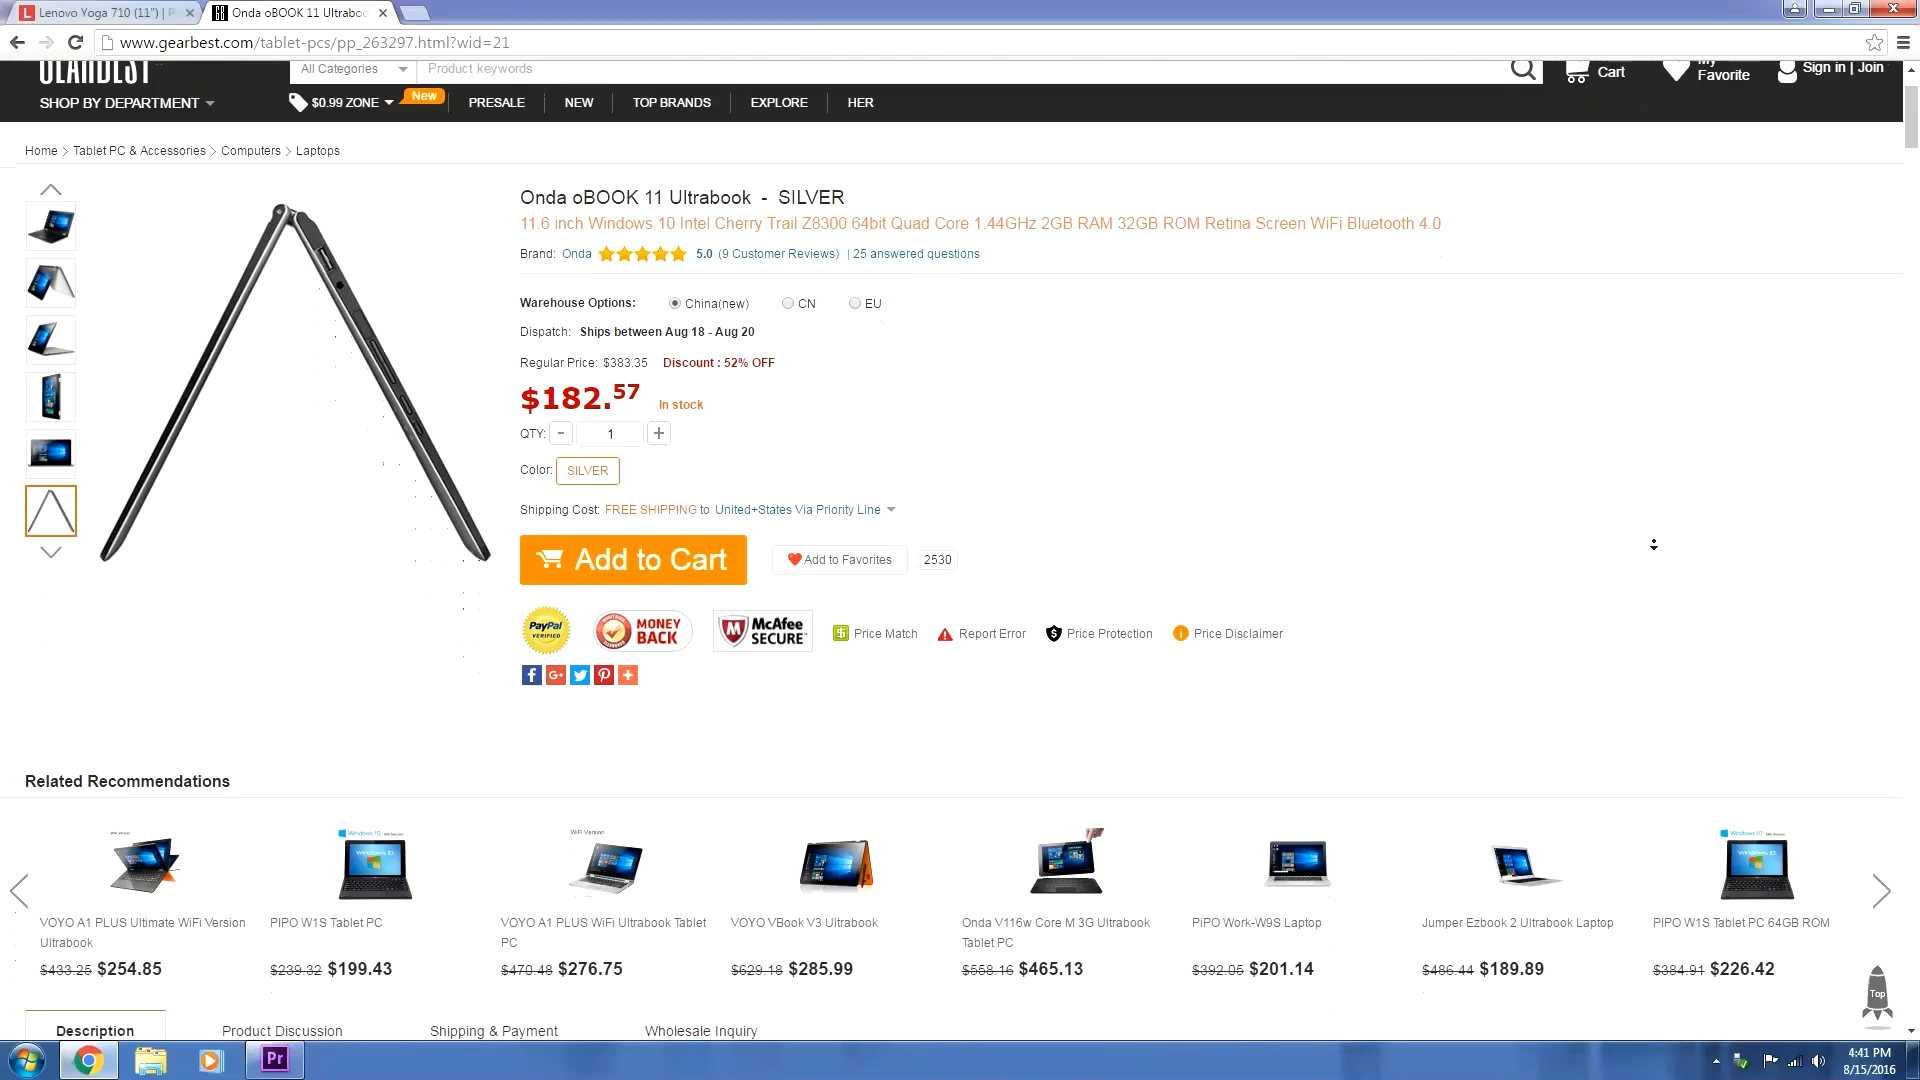 Lenovo Yoga 710 (11") |
Onda oBOOK 11 Ultraboo
www.gearbest.com/tablet-pcs/pp_263297.html?wid=21
GEARBEST
All Categories
Product keywords
Cart
My
Favorite
Sign in | Join
SHOP BY DEPARTMENT
$0.99 ZONE
New
PRESALE
NEW
TOP BRANDS
EXPLORE
HER
Home > Tablet PC & Accessories > Computers > Laptops
Onda oBOOK 11 Ultrabook - SILVER
11.6 inch Windows 10 Intel Cherry Trail Z8300 64bit Quad Core 1.44GHz 2GB RAM 32GB ROM Retina Screen WiFi Bluetooth 4.0
Brand: Onda 5.0 (9 Customer Reviews) | 25 answered questions
Warehouse Options: China(new) CN EU
Dispatch: Ships between Aug 18 - Aug 20
Regular Price: $383.35 Discount : 52% OFF
$182.57 In stock
QTY: - 1 +
Color: SILVER
Shipping Cost: FREE SHIPPING to United+States Via Priority Line
Add to Cart
Add to Favorites
2530
PayPal
VERIFIED
MONEY
BACK
McAfee
SECURE
Price Match
Report Error
Price Protection
Price Disclaimer
Related Recommendations
VOYO A1 PLUS Ultimate WiFi Version
Ultrabook
$433.25 $254.85
PIPO W1S Tablet PC
$239.32 $199.43
WiFi Version
VOYO A1 PLUS WiFi Ultrabook Tablet
PC
$470.48 $276.75
VOYO VBook V3 Ultrabook
$629.18 $285.99
Onda V116w Core M 3G Ultrabook
Tablet PC
$558.16 $465.13
PiPO Work-W9S Laptop
$392.05 $201.14
Jumper Ezbook 2 Ultrabook Laptop
$486.44 $189.89
PIPO W1S Tablet PC 64GB ROM
$384.91 $226.42
Top
Description
Product Discussion
Shipping & Payment
Wholesale Inquiry
Pr
4:41 PM
8/15/2016